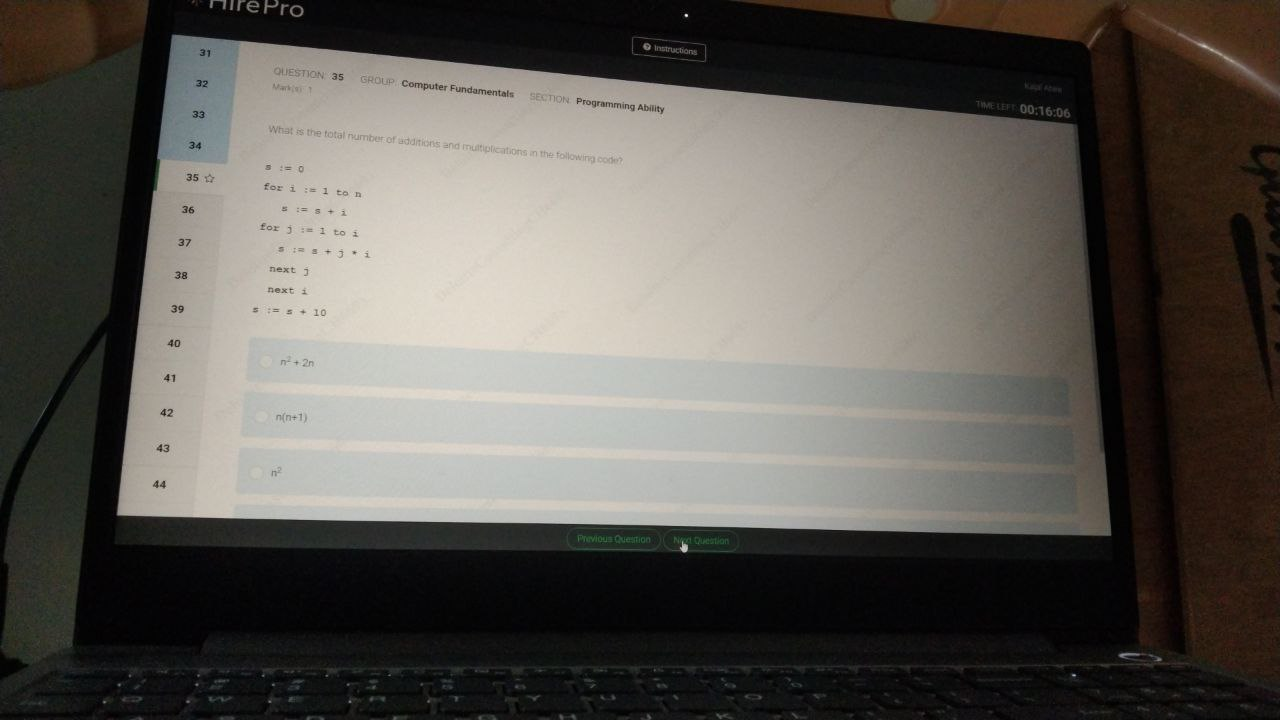 HirePro
Instructions
31
32
33
34
35
36
37
38
39
40
41
42
43
44
QUESTION: 35 GROUP: Computer Fundamentals SECTION: Programming Ability
Mark(s): 1
TIME LEFT: 00:16:06
What is the total number of additions and multiplications in the following code?
s := 0
for i := 1 to n
s := s + i
for j := 1 to i
s := s + j * i
next j
next i
s := s + 10
n² + 2n
n(n+1)
n²
Previous Question Next Question